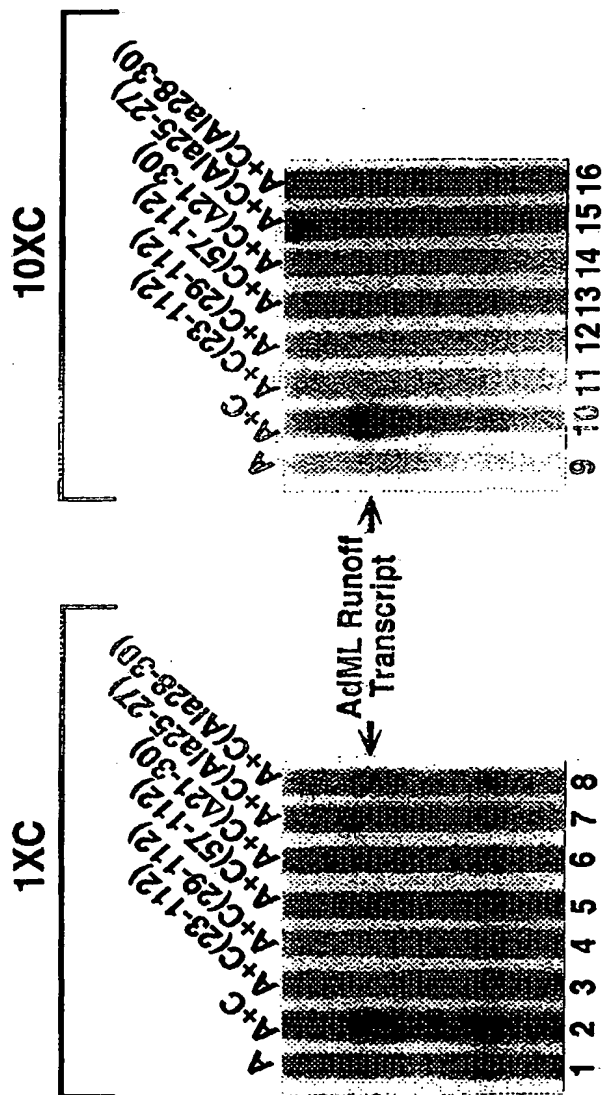 1XC
A
A+C
A+C(23-112)
A+C(29-112)
A+C(57-112)
A+C(Δ21-30)
A+C(Ala25-27)
A+C(Ala28-30)
1 2 3 4 5 6 7 8
AdML Runoff
Transcript
10XC
A
A+C
A+C(23-112)
A+C(29-112)
A+C(57-112)
A+C(Δ21-30)
A+C(Ala25-27)
A+C(Ala28-30)
9 10 11 12 13 14 15 16